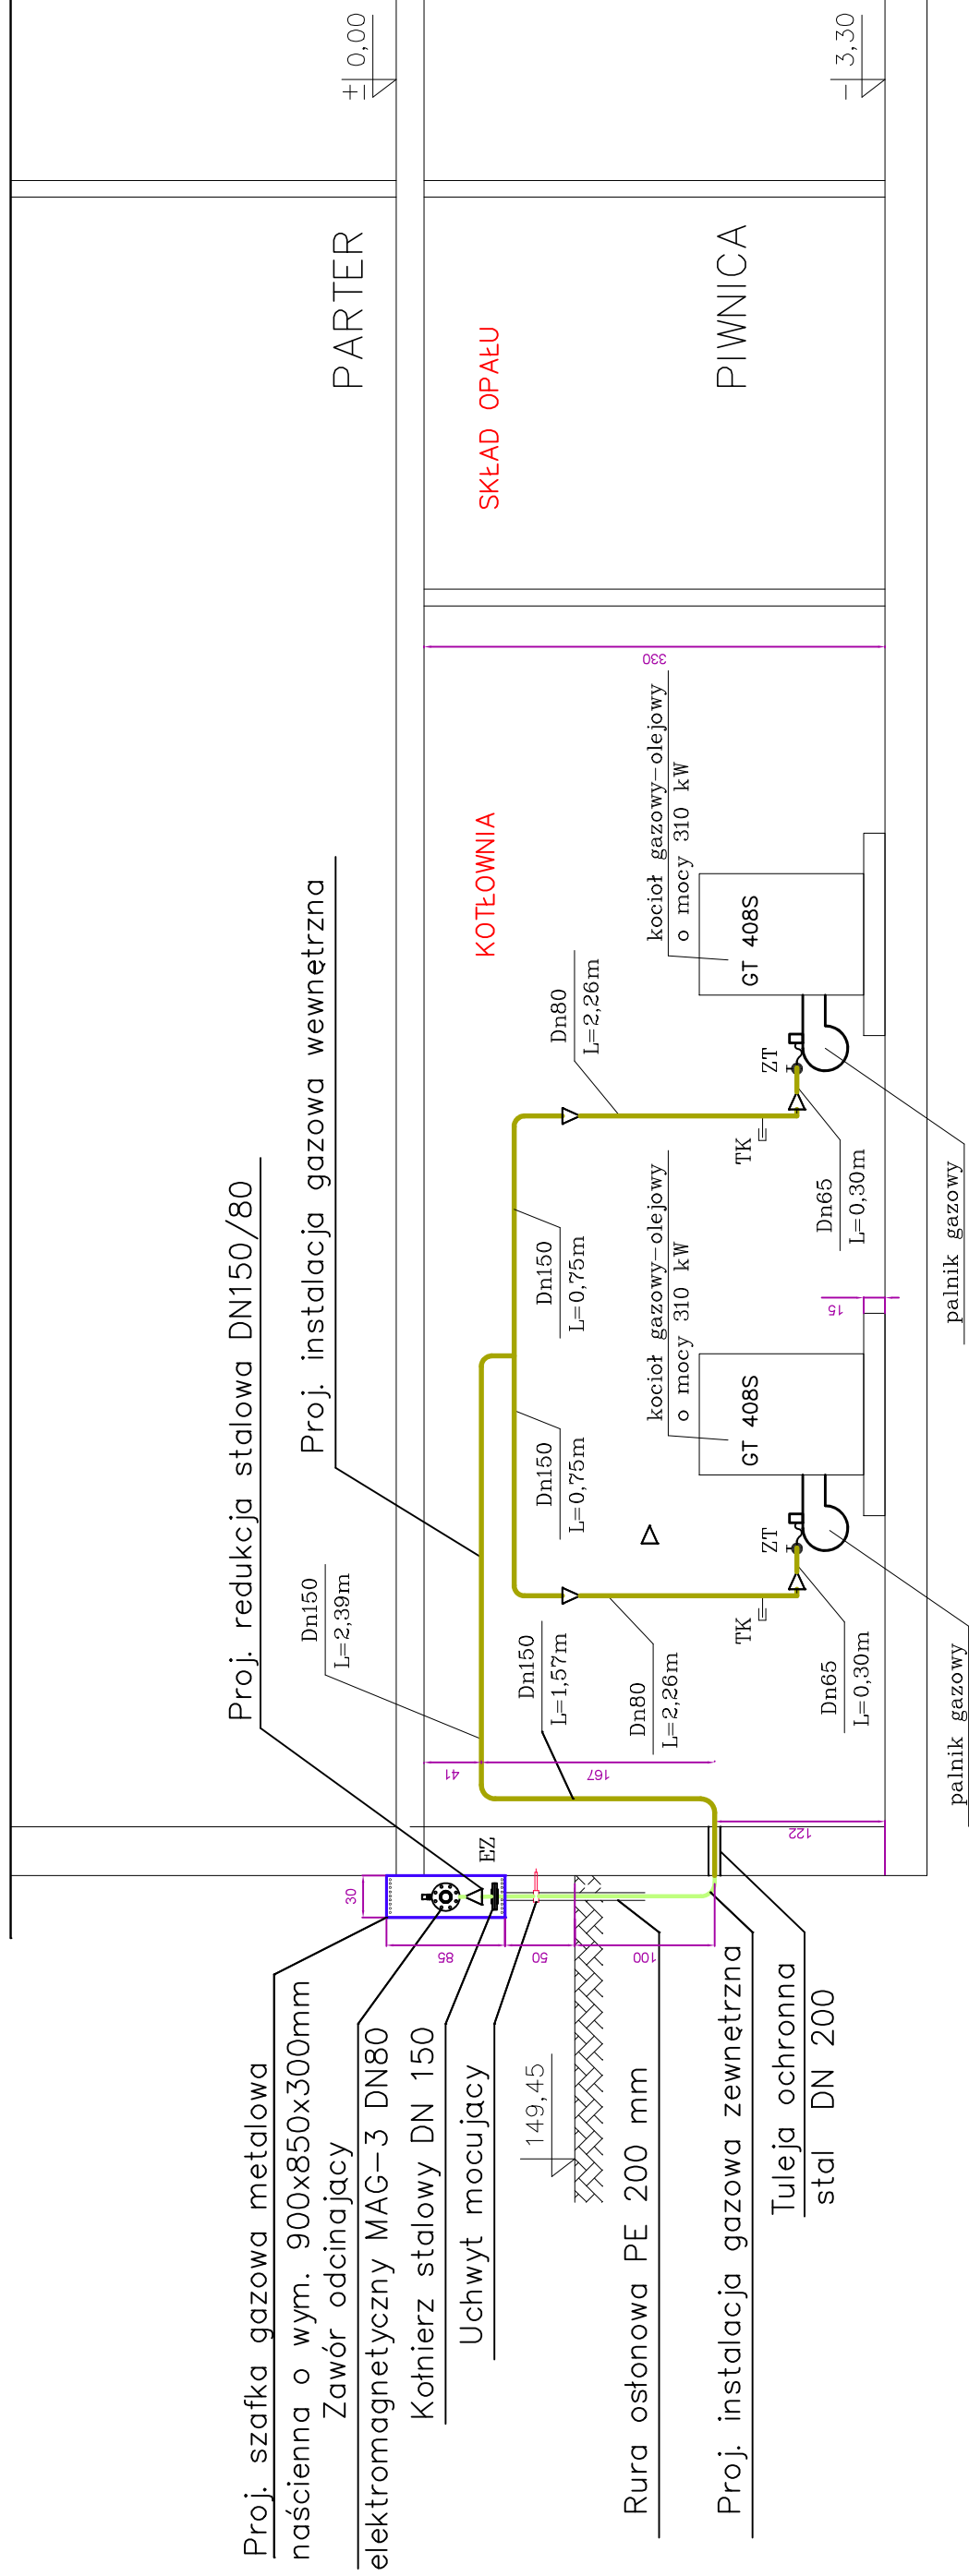 Proj. szafka gazowa metalowa
naścienna o wym. 900x850x300mm
Zawór odcinający
elektromagnetyczny MAG-3 DN80
Kołnierz stalowy DN 150
Uchwyt mocujący
149,45
Rura osłonowa PE 200 mm
Proj. instalacja gazowa zewnętrzna
Tuleja ochronna
stal DN 200
Proj. redukcja stalowa DN150/80
Proj. instalacja gazowa wewnętrzna
Dn150
L=2,39m
30
85
50
100
EZ
41
167
122
Dn150
L=1,57m
Dn80
L=2,26m
TK
Dn65
L=0,30m
ZT
palnik gazowy
Dn150
L=0,75m
Dn150
L=0,75m
kocioł gazowy-olejowy
o mocy 310 kW
GT 408S
15
Dn80
L=2,26m
TK
Dn65
L=0,30m
ZT
palnik gazowy
kocioł gazowy-olejowy
o mocy 310 kW
GT 408S
KOTŁOWNIA
330
SKŁAD OPAŁU
PARTER
PIWNICA
± 0,00
- 3,30